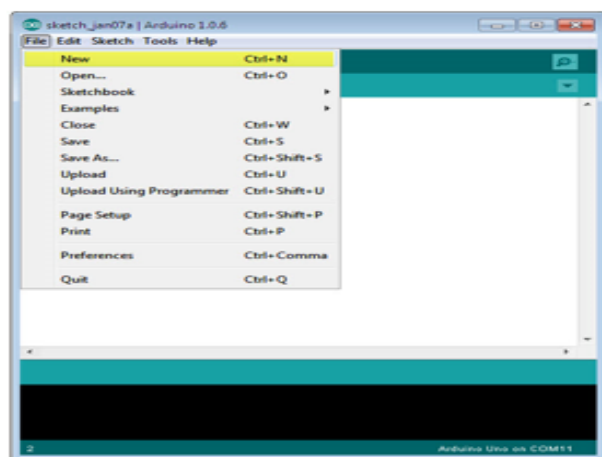 sketch_jan07a | Arduino 1.0.6
File Edit Sketch Tools Help
New Ctrl+N
Open... Ctrl+O
Sketchbook
Examples
Close Ctrl+W
Save Ctrl+S
Save As... Ctrl+Shift+S
Upload Ctrl+U
Upload Using Programmer Ctrl+Shift+U
Page Setup Ctrl+Shift+P
Print Ctrl+P
Preferences Ctrl+Comma
Quit Ctrl+Q
2 Arduino Uno on COM11